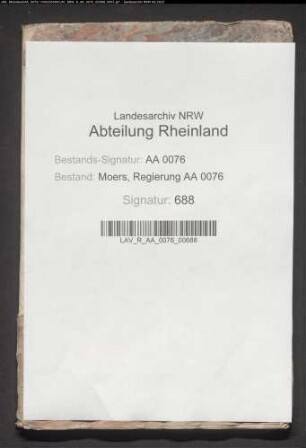 Landesarchiv NRW
Abteilung Rheinland
Bestands-Signatur: AA 0076
Bestand: Moers, Regierung AA 0076
Signatur: 688
LAV_R_AA_0076_00688